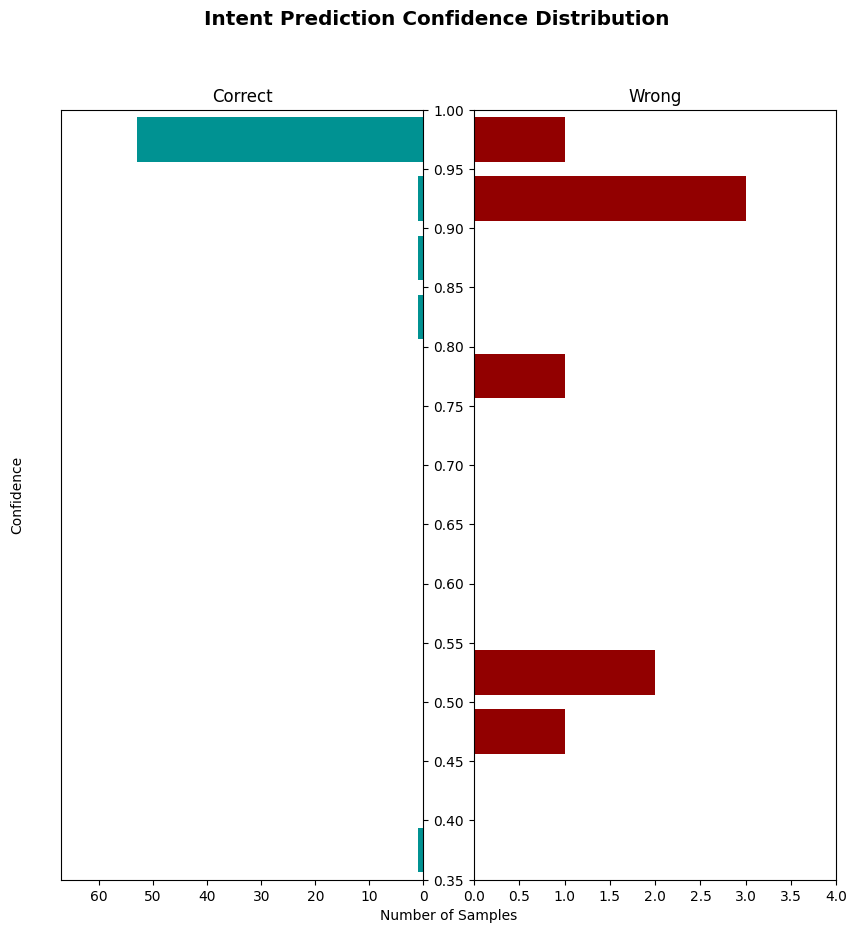 Intent Prediction Confidence Distribution
Correct
Wrong
1.00
0.95
0.90
0.85
0.80
0.75
0.70
0.65
0.60
0.55
0.50
0.45
0.40
0.35
Confidence
60 50 40 30 20 10 0
0.0 0.5 1.0 1.5 2.0 2.5 3.0 3.5 4.0
Number of Samples